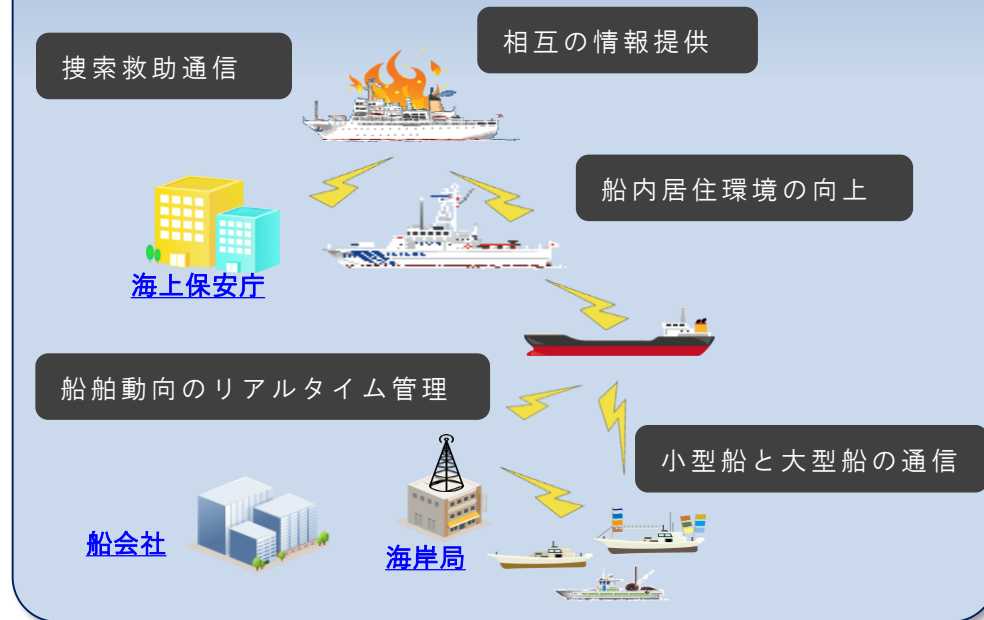 相互の情報提供
捜索救助通信
船内居住環境の向上
海上保安庁
船舶動向のリアルタイム管理
小型船と大型船の通信
船会社
海岸局